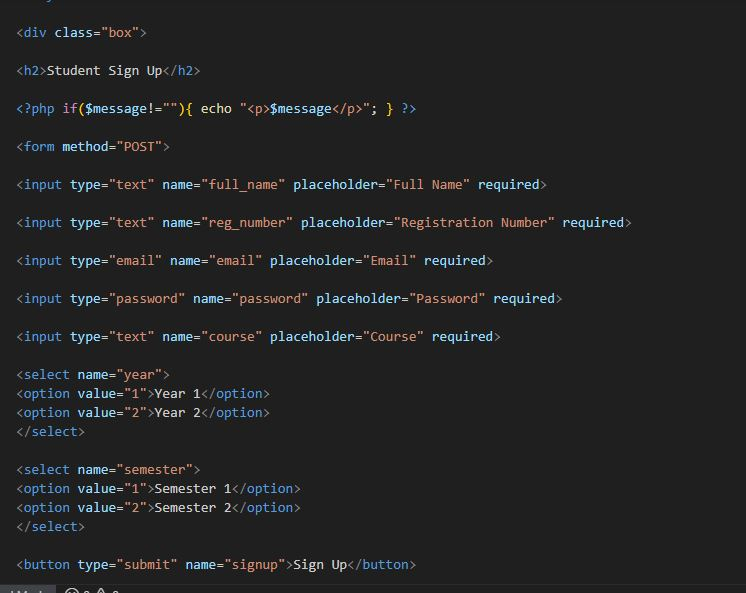 <div class="box">
<h2>Student Sign Up</h2>
<?php if($message!=""){ echo "<p>$message</p>"; } ?>
<form method="POST">
<input type="text" name="full_name" placeholder="Full Name" required>
<input type="text" name="reg_number" placeholder="Registration Number" required>
<input type="email" name="email" placeholder="Email" required>
<input type="password" name="password" placeholder="Password" required>
<input type="text" name="course" placeholder="Course" required>
<select name="year">
<option value="1">Year 1</option>
<option value="2">Year 2</option>
</select>
<select name="semester">
<option value="1">Semester 1</option>
<option value="2">Semester 2</option>
</select>
<button type="submit" name="signup">Sign Up</button>